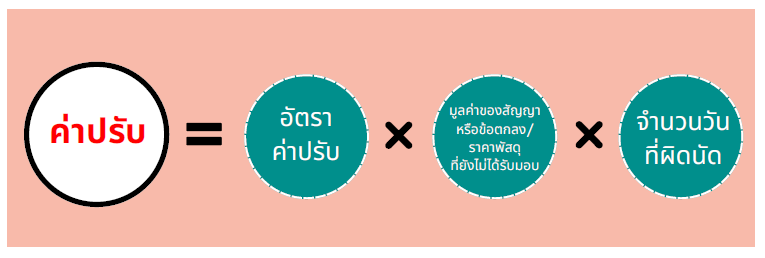 ค่าปรับ
=
อัตรา
ค่าปรับ
×
มูลค่าของสัญญา
หรือข้อตกลง/
ราคาพัสดุ
ที่ยังไม่ได้รับมอบ
×
จำนวนวัน
ที่ผิดนัด